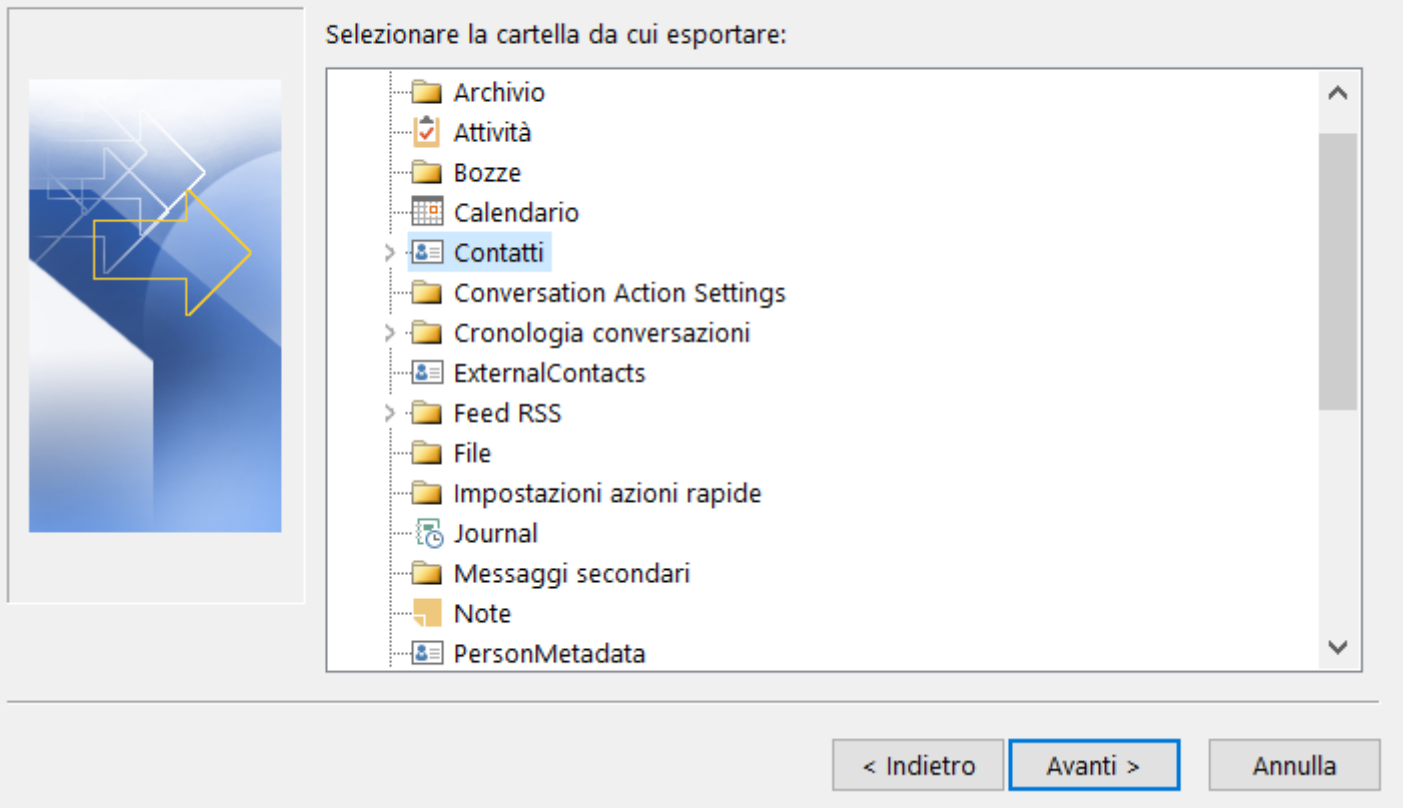 Selezionare la cartella da cui esportare:
Archivio
Attività
Bozze
Calendario
Contatti
Conversation Action Settings
Cronologia conversazioni
ExternalContacts
Feed RSS
File
Impostazioni azioni rapide
Journal
Messaggi secondari
Note
PersonMetadata
< Indietro
Avanti >
Annulla